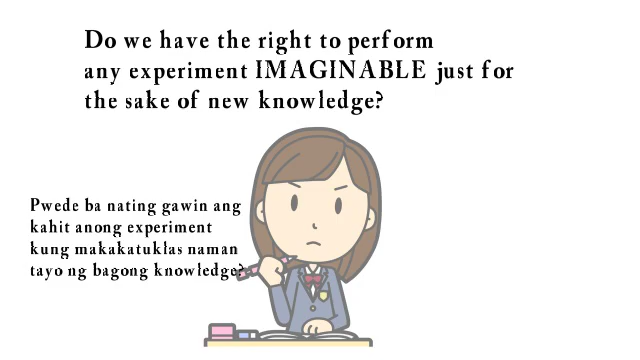 Do we have the right to perform
any experiment IMAGINABLE just for
the sake of new knowledge?
Pwede ba nating gawin ang
kahit anong experiment
kung makakatuklas naman
tayo ng bagong knowledge?